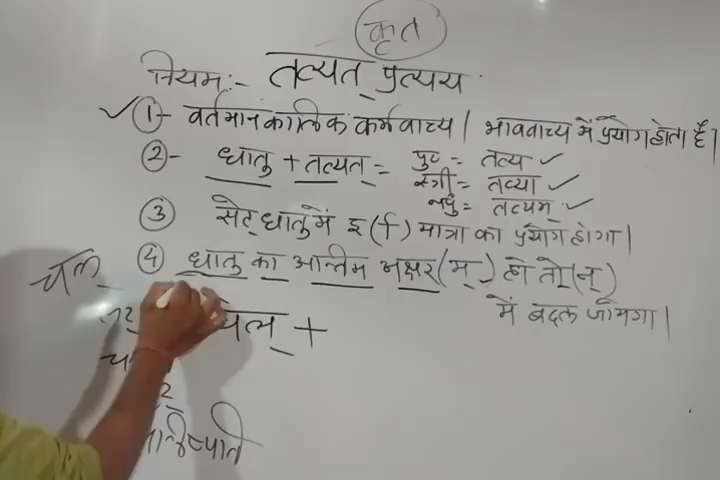 कृत
नियम:- तव्यत् प्रत्यय
✓ ①- वर्तमानकालिक कर्मवाच्य / भाववाच्य में प्रयोग होता है।
②- धातु + तव्यत् = पु० = तव्य ✓
स्त्री = तव्या ✓
नपुं = तव्यम् ✓
③ सेट् धातु में इ (ि) मात्रा का प्रयोग होगा।
④ धातु का अन्तिम अक्षर (म्) हो तो (न्)
में बदल जायेगा।
चल्
चल् +